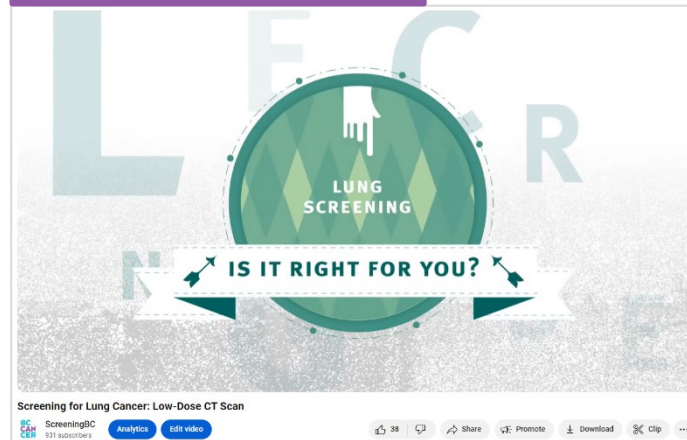 L E C R
LUNG
SCREENING
IS IT RIGHT FOR YOU?
N
Screening for Lung Cancer: Low-Dose CT Scan
BC
CAN
CER
ScreeningBC
931 subscribers
Analytics
Edit video
38
Share
Promote
Download
Clip
...